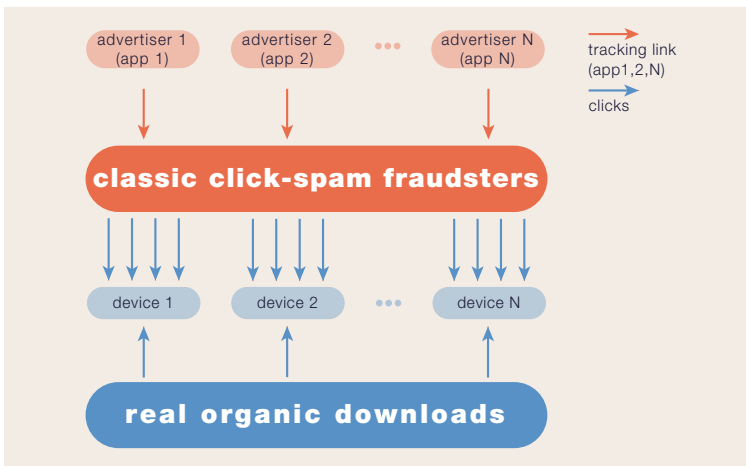 advertiser 1
(app 1)
advertiser 2
(app 2)
advertiser N
(app N)
tracking link
(app1,2,N)
clicks
classic click-spam fraudsters
device 1
device 2
device N
real organic downloads